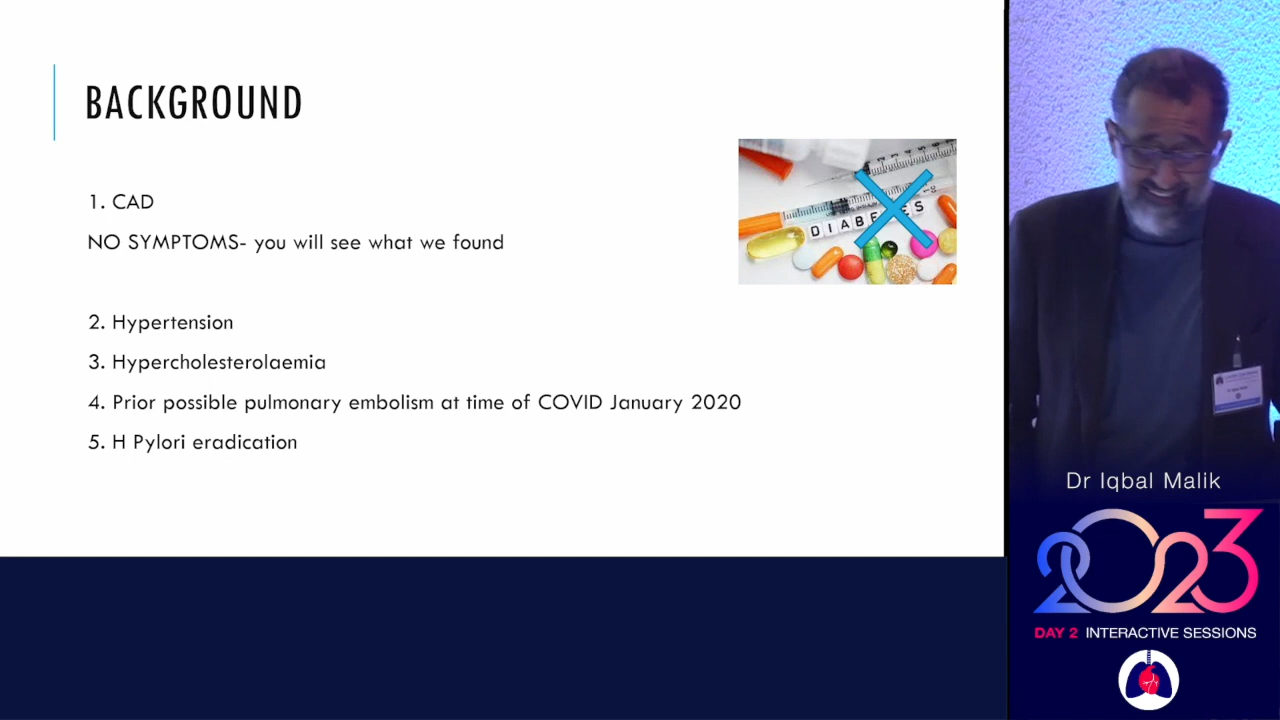 BACKGROUND
1. CAD
NO SYMPTOMS- you will see what we found
2. Hypertension
3. Hypercholesterolaemia
4. Prior possible pulmonary embolism at time of COVID January 2020
5. H Pylori eradication
DIABETES
Dr Iqbal Malik
2023
DAY 2 INTERACTIVE SESSIONS